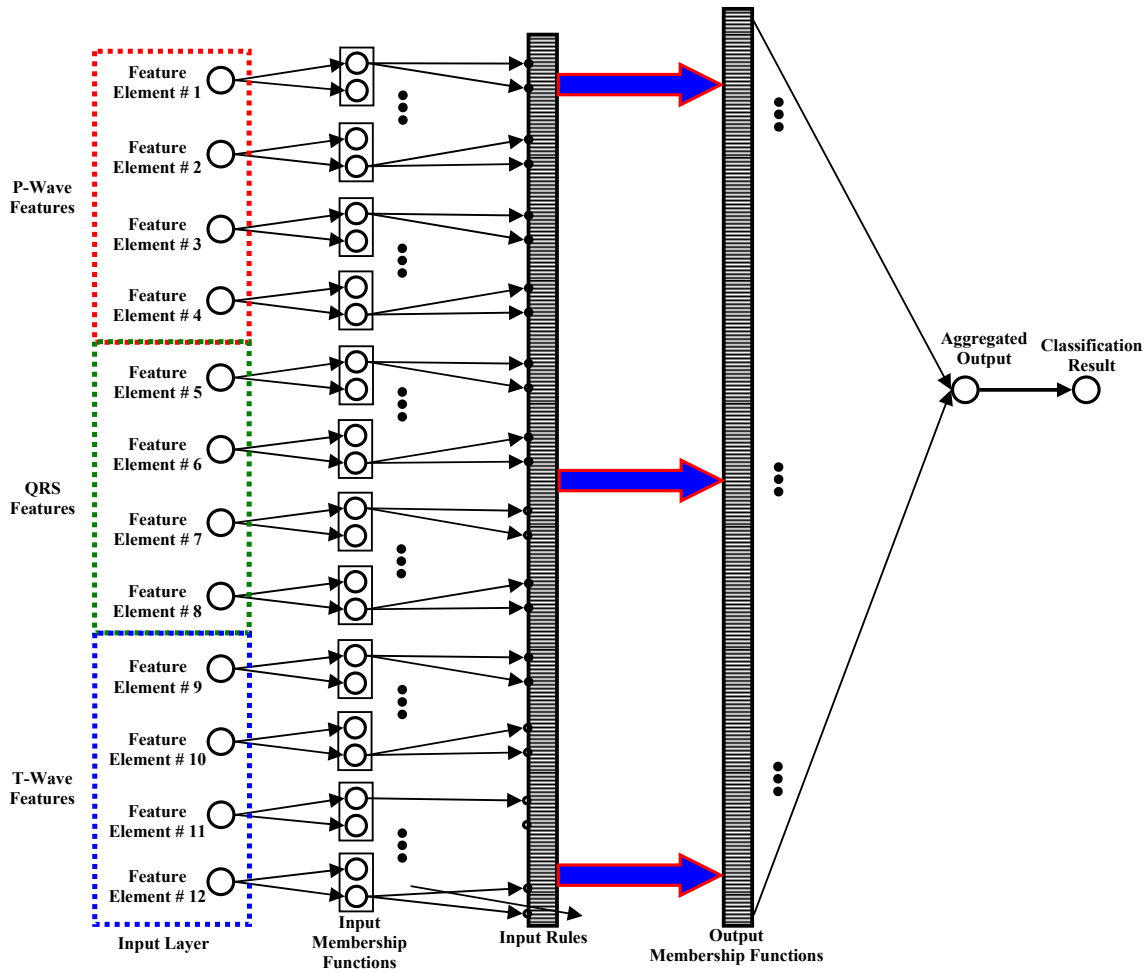 P-Wave
Features
Feature
Element # 1
Feature
Element # 2
Feature
Element # 3
Feature
Element # 4
QRS
Features
Feature
Element # 5
Feature
Element # 6
Feature
Element # 7
Feature
Element # 8
T-Wave
Features
Feature
Element # 9
Feature
Element # 10
Feature
Element # 11
Feature
Element # 12
Input Layer
Input
Membership
Functions
Input Rules
Output
Membership Functions
Aggregated
Output
Classification
Result